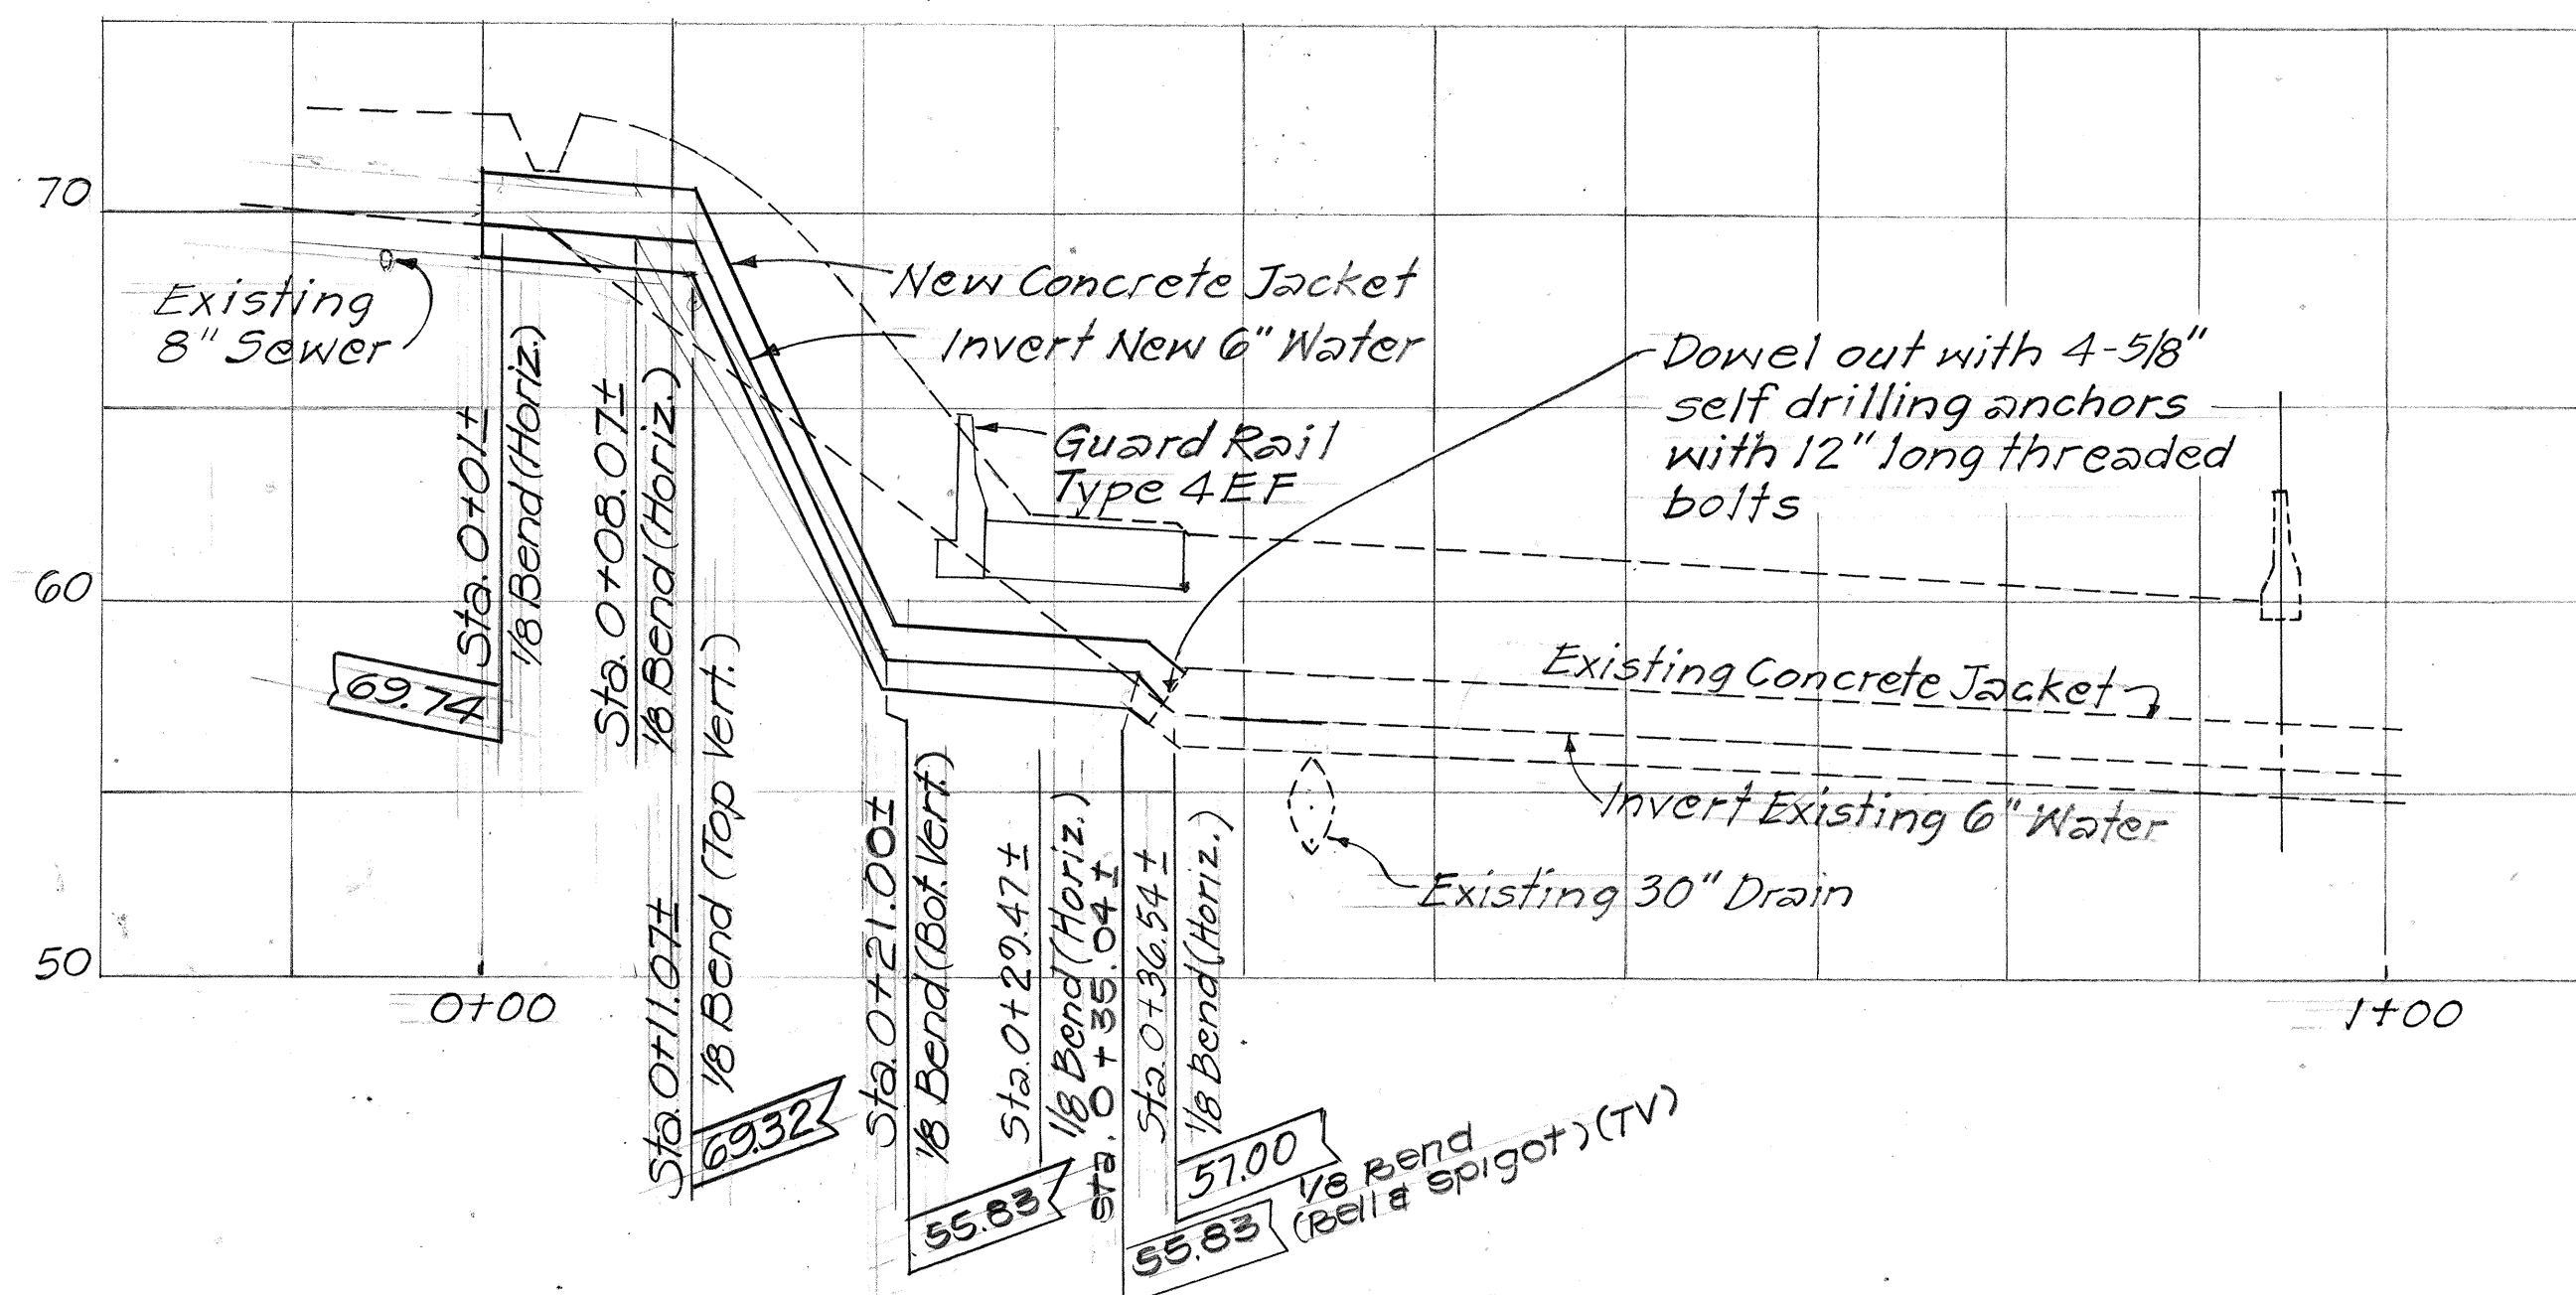 70
60
50
0+00
1+00
Existing
8" Sewer
New Concrete Jacket
Invert New 6" Water
Guard Rail
Type 4EF
Dowel out with 4-5/8"
self drilling anchors
with 12" long threaded
bolts
Existing Concrete Jacket
Invert Existing 6" Water
Existing 30" Drain
Sta. 0+01±
1/8 Bend (Horiz.)
69.74
Sta. 0+08.07±
1/8 Bend (Horiz.)
Sta. 0+11.07±
1/8 Bend (Top Vert.)
69.32
Sta. 0+21.00±
1/8 Bend (Bot. Vert.)
55.83
Sta. 0+29.47±
1/8 Bend (Horiz.)
Sta. 0+35.04±
55.83
1/8 Bend
(Bell & Spigot) (TV)
Sta. 0+36.54±
1/8 Bend (Horiz.)
57.00